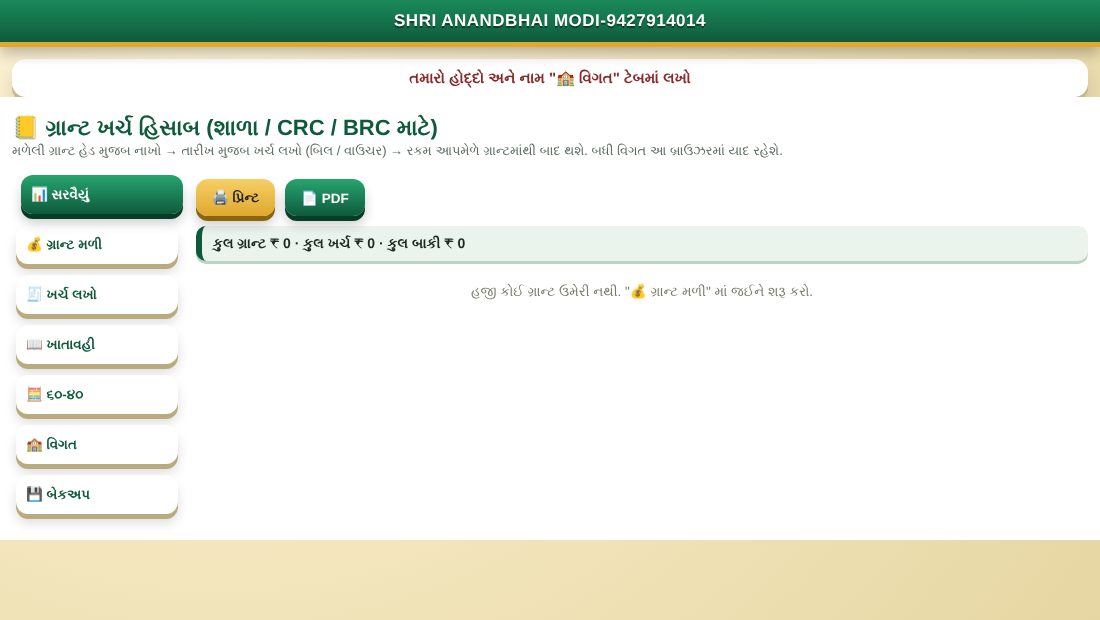 SHRI ANANDBHAI MODI-9427914014
તમારો હોદ્દો અને નામ "🏫 વિગત" ટેબમાં લખો
📒 ગ્રાન્ટ ખર્ચ હિસાબ (શાળા / CRC / BRC માટે)
મળેલી ગ્રાન્ટ હેડ મુજબ નાખો → તારીખ મુજબ ખર્ચ લખો (બિલ / વાઉચર) → રકમ આપમેળે ગ્રાન્ટમાંથી બાદ થશે. બધી વિગત આ બ્રાઉઝરમાં યાદ રહેશે.
📊 સરવૈયું
💰 ગ્રાન્ટ મળી
🧾 ખર્ચ લખો
📖 ખાતાવહી
🧮 ૬૦-૪૦
🏫 વિગત
💾 બેકઅપ
🖨️ પ્રિન્ટ
📄 PDF
કુલ ગ્રાન્ટ ₹ 0 · કુલ ખર્ચ ₹ 0 · કુલ બાકી ₹ 0
હજી કોઈ ગ્રાન્ટ ઉમેરી નથી. "💰 ગ્રાન્ટ મળી" માં જઈને શરૂ કરો.